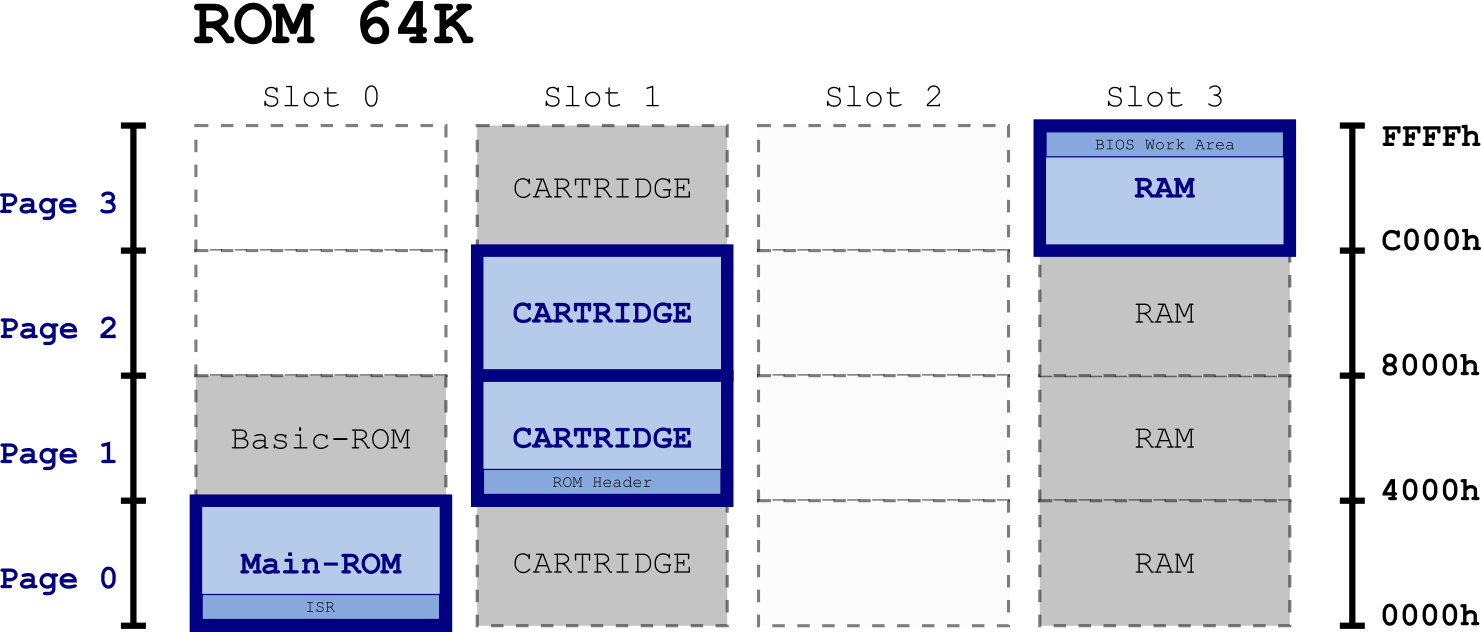 ROM 64K
Slot 0 Slot 1 Slot 2 Slot 3
FFFFh
BIOS Work Area
Page 3 CARTRIDGE RAM
C000h
Page 2 CARTRIDGE RAM
8000h
Page 1 Basic-ROM CARTRIDGE RAM
ROM Header
4000h
Page 0 Main-ROM CARTRIDGE RAM
ISR
0000h